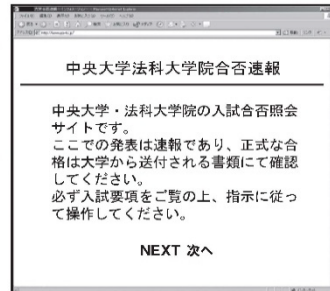 中央大学法科大学院合否速報
中央大学・法科大学院の入試合否照会
サイトです。
ここでの発表は速報であり、正式な合
格は大学から送付される書類にて確認
してください。
必ず入試要項をご覧の上、指示に従っ
て操作してください。
NEXT 次へ